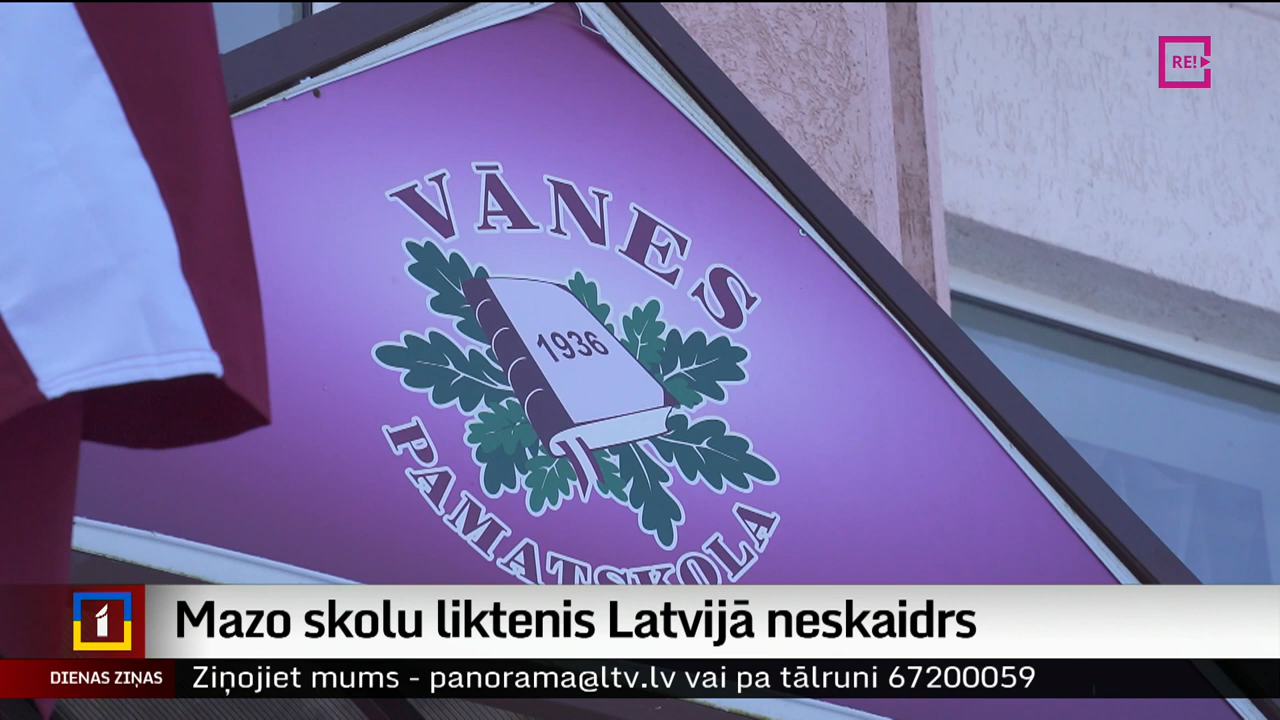 RE!
VĀNES
1936
PAMATSKOLA
1
Mazo skolu liktenis Latvijā neskaidrs
DIENAS ZIŅAS
Ziņojiet mums - panorama@ltv.lv vai pa tālruni 67200059